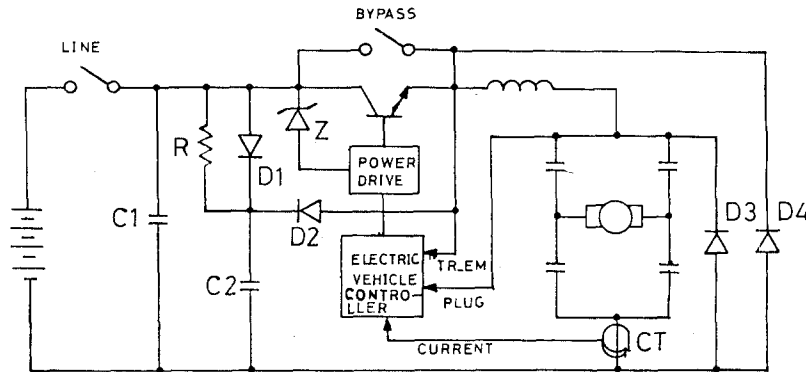 BYPASS
LINE
Z
R
D1
POWER
DRIVE
C1
D2
D3
D4
C2
ELECTRIC
VEHICLE
CONTRO-
LLER
TR_EM
PLUG
CURRENT
CT